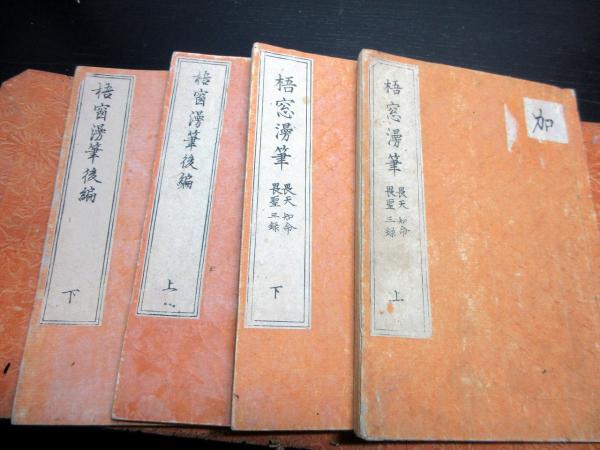 加
梧窓漫筆
畏天知命
畏聖三録
上
梧窓漫筆
畏天知命
畏聖三録
下
梧窗漫筆後編
上
梧窗漫筆後編
下